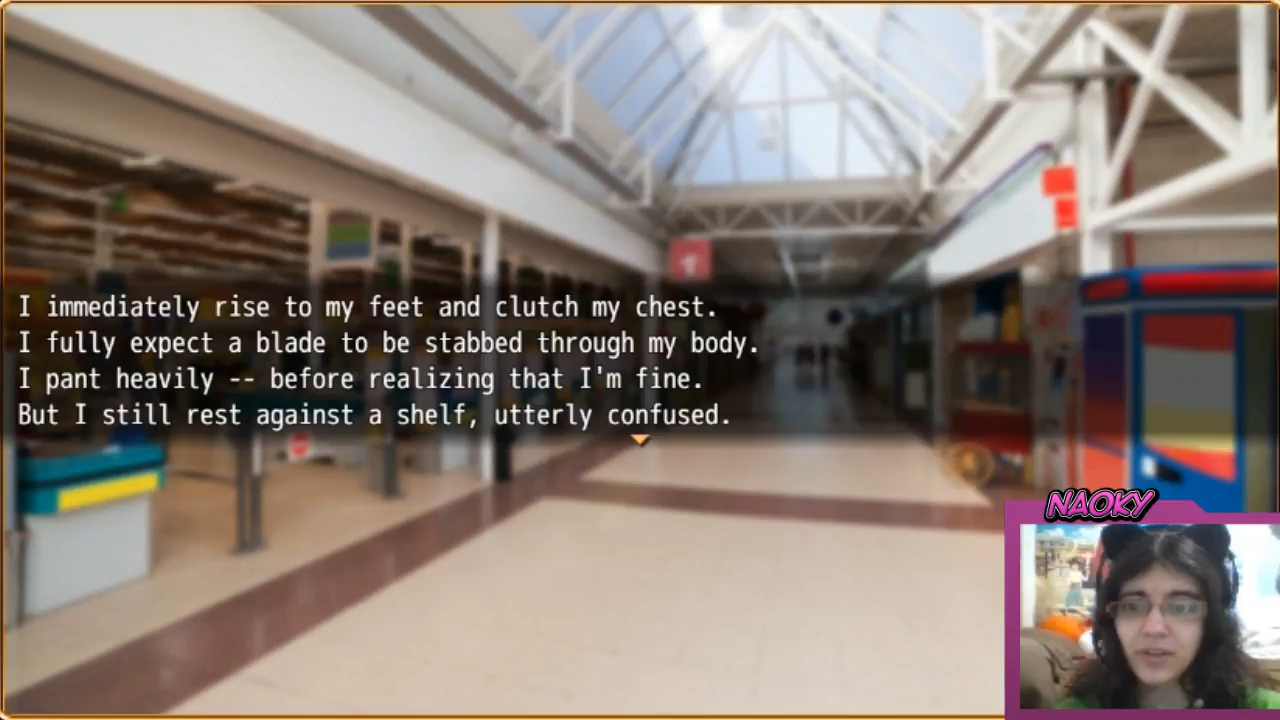 I immediately rise to my feet and clutch my chest.
I fully expect a blade to be stabbed through my body.
I pant heavily -- before realizing that I'm fine.
But I still rest against a shelf, utterly confused.
NAOKY